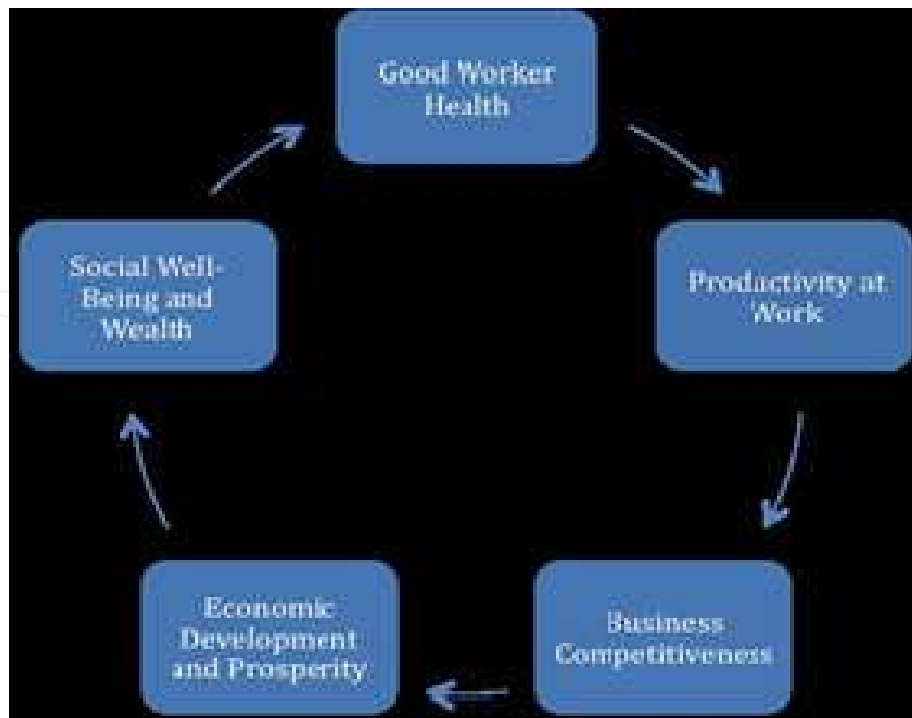 Good Worker
Health
Prodactivity at
Work
Business
Competitiveness
Economic
Development
and Prosperity
Social Well-
Being and
Wealth